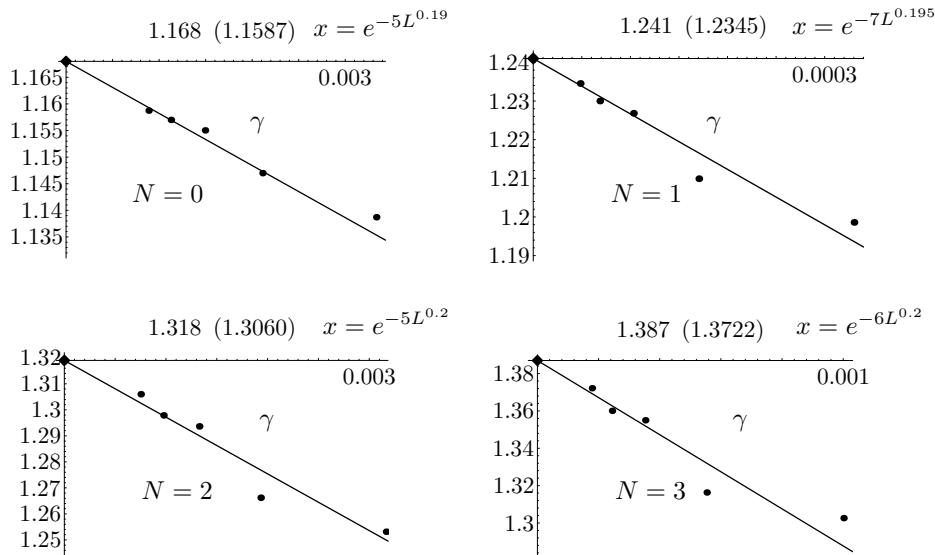 1.168 (1.1587) x = e^{-5L^{0.19}}
0.003
1.165
1.16
1.155
1.15
1.145
1.14
1.135
γ
N = 0
1.241 (1.2345) x = e^{-7L^{0.195}}
0.0003
1.24
1.23
1.22
1.21
1.2
1.19
γ
N = 1
1.318 (1.3060) x = e^{-5L^{0.2}}
0.003
1.32
1.31
1.3
1.29
1.28
1.27
1.26
1.25
γ
N = 2
1.387 (1.3722) x = e^{-6L^{0.2}}
0.001
1.38
1.36
1.34
1.32
1.3
γ
N = 3